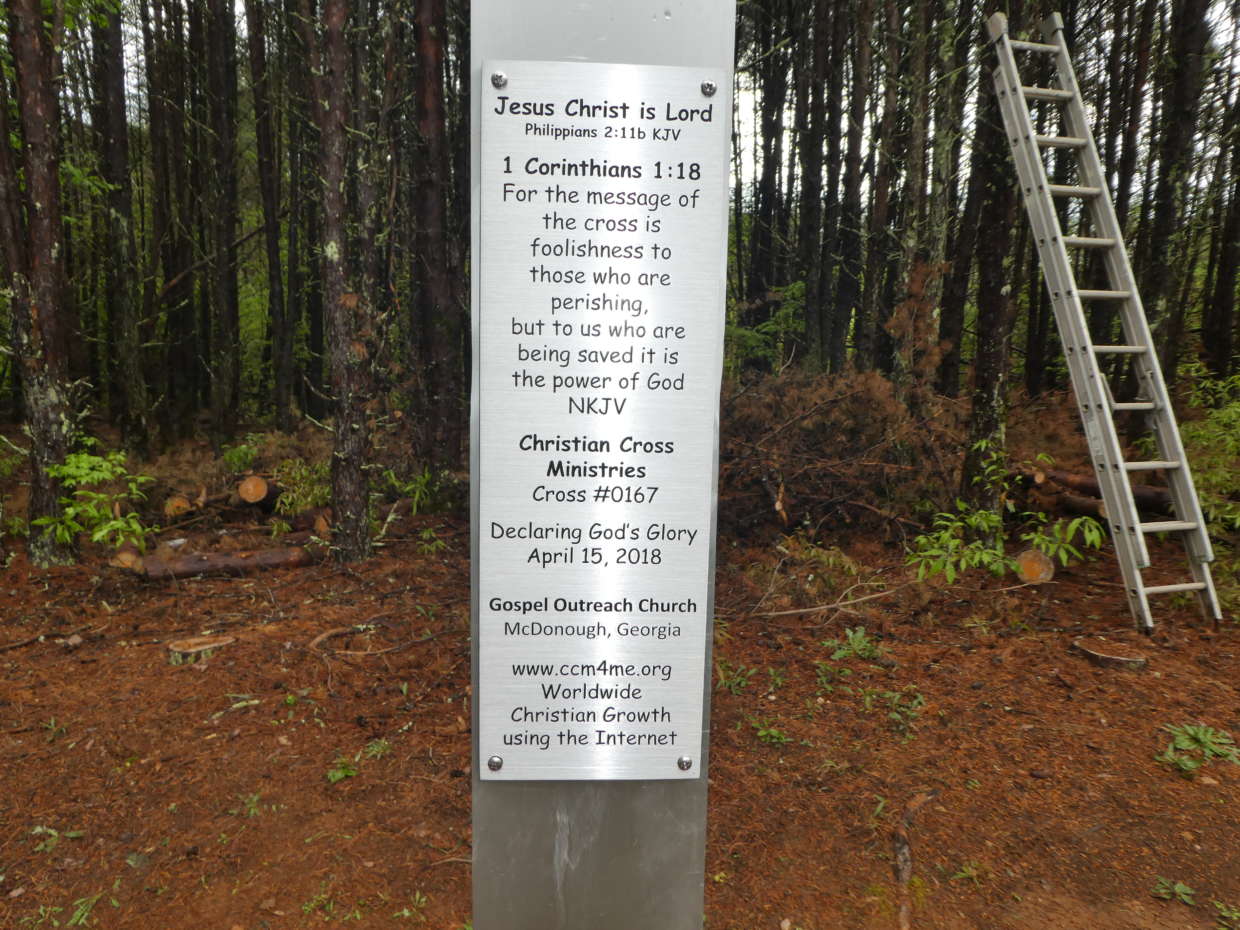 Jesus Christ is Lord
Philippians 2:11b KJV
1 Corinthians 1:18
For the message of
the cross is
foolishness to
those who are
perishing,
but to us who are
being saved it is
the power of God
NKJV
Christian Cross
Ministries
Cross #0167
Declaring God's Glory
April 15, 2018
Gospel Outreach Church
McDonough, Georgia
www.ccm4me.org
Worldwide
Christian Growth
using the Internet